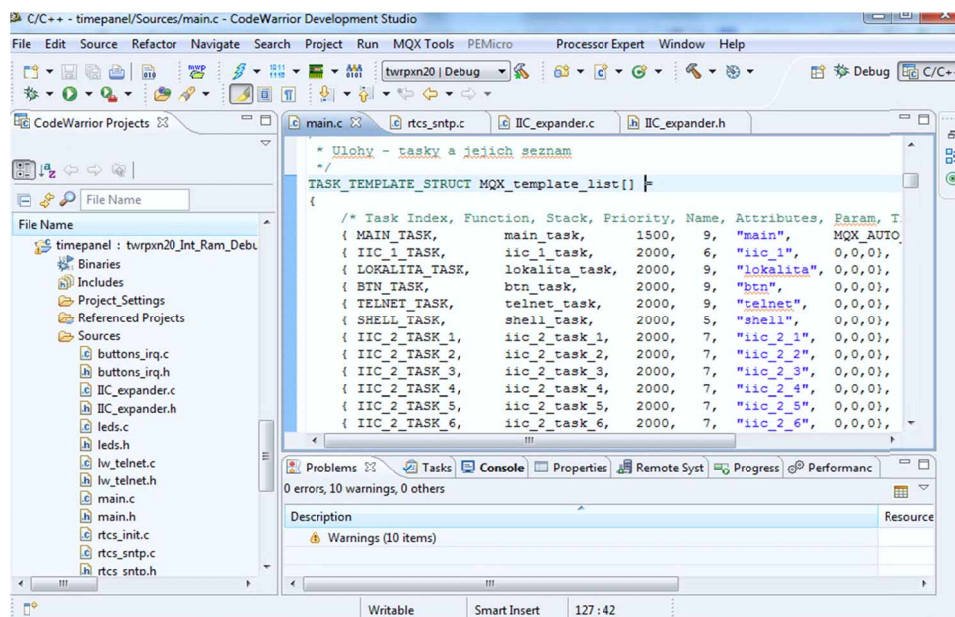 C/C++ - timepanel/Sources/main.c - CodeWarrior Development Studio
File Edit Source Refactor Navigate Search Project Run MQX Tools PEMicro Processor Expert Window Help
twrpxn20 | Debug
Debug C/C+
CodeWarrior Projects
File Name
File Name
timepanel : twrpxn20_Int_Ram_Debu
Binaries
Includes
Project_Settings
Referenced Projects
Sources
buttons_irq.c
buttons_irq.h
IIC_expander.c
IIC_expander.h
leds.c
leds.h
lw_telnet.c
lw_telnet.h
main.c
main.h
rtcs_init.c
rtcs_sntp.c
rtcs_sntp.h
main.c rtcs_sntp.c IIC_expander.c IIC_expander.h
* Ulohy - tasky a jejich seznam
*/
TASK_TEMPLATE_STRUCT MQX_template_list[] =
{
/* Task Index, Function, Stack, Priority, Name, Attributes, Param, T
{ MAIN_TASK, main_task, 1500, 9, "main", MQX_AUTO_
{ IIC_1_TASK, iic_1_task, 2000, 6, "iic_1", 0,0,0},
{ LOKALITA_TASK, lokalita_task, 2000, 9, "lokalita", 0,0,0},
{ BTN_TASK, btn_task, 2000, 9, "btn", 0,0,0},
{ TELNET_TASK, telnet_task, 2000, 9, "telnet", 0,0,0},
{ SHELL_TASK, shell_task, 2000, 5, "shell", 0,0,0},
{ IIC_2_TASK_1, iic_2_task_1, 2000, 7, "iic_2_1", 0,0,0},
{ IIC_2_TASK_2, iic_2_task_2, 2000, 7, "iic_2_2", 0,0,0},
{ IIC_2_TASK_3, iic_2_task_3, 2000, 7, "iic_2_3", 0,0,0},
{ IIC_2_TASK_4, iic_2_task_4, 2000, 7, "iic_2_4", 0,0,0},
{ IIC_2_TASK_5, iic_2_task_5, 2000, 7, "iic_2_5", 0,0,0},
{ IIC_2_TASK_6, iic_2_task_6, 2000, 7, "iic_2_6", 0,0,0},
Problems Tasks Console Properties Remote Syst Progress Performanc
0 errors, 10 warnings, 0 others
Description Resource
Warnings (10 items)
Writable Smart Insert 127 : 42